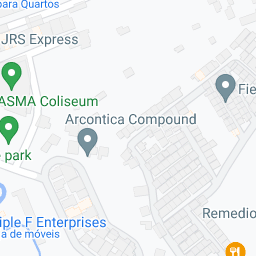 para Quartos
JRS Express
ASMA Coliseum
Fie
Arcontica Compound
park
Remedio
iple F Enterprises
a de móveis